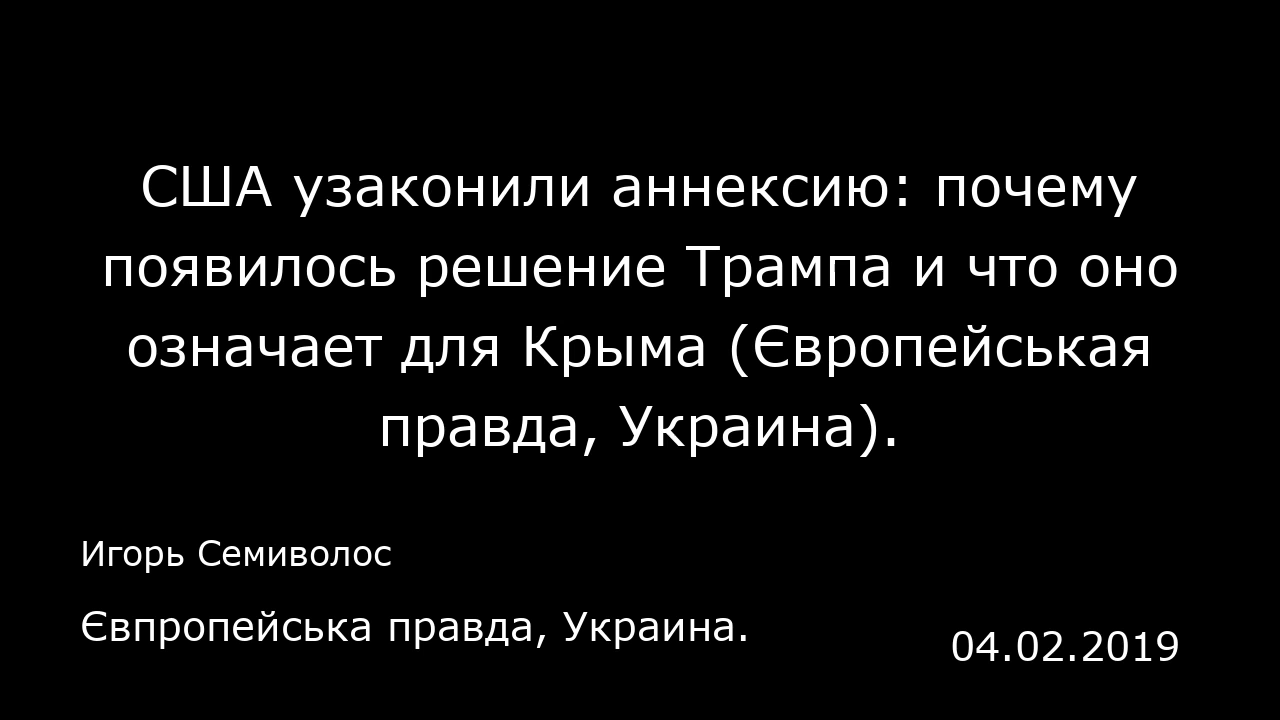 США узаконили аннексию: почему
появилось решение Трампа и что оно
означает для Крыма (Європейськая
правда, Украина).
Игорь Семиволос
Євпропейська правда, Украина.
04.02.2019